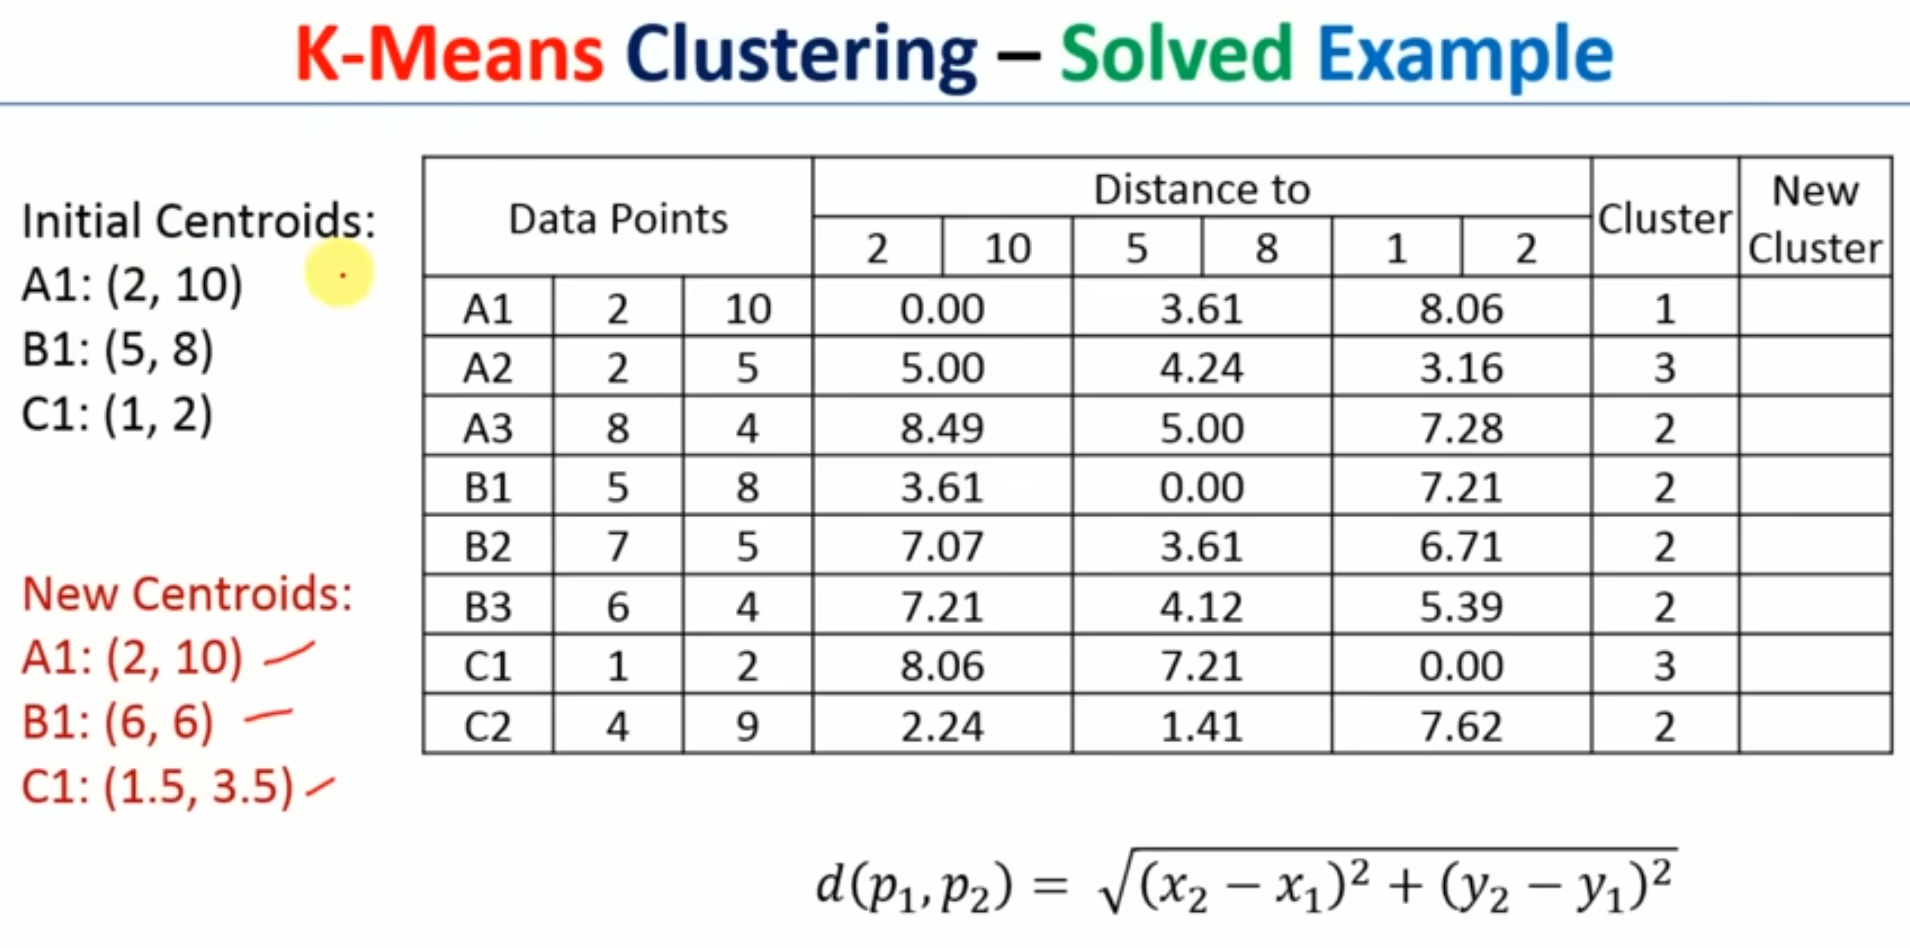 K-Means Clustering – Solved Example
Initial Centroids:
A1: (2, 10)
B1: (5, 8)
C1: (1, 2)
New Centroids:
A1: (2, 10)
B1: (6, 6)
C1: (1.5, 3.5)
Data Points Distance to Cluster New Cluster
2 10 5 8 1 2
A1 2 10 0.00 3.61 8.06 1
A2 2 5 5.00 4.24 3.16 3
A3 8 4 8.49 5.00 7.28 2
B1 5 8 3.61 0.00 7.21 2
B2 7 5 7.07 3.61 6.71 2
B3 6 4 7.21 4.12 5.39 2
C1 1 2 8.06 7.21 0.00 3
C2 4 9 2.24 1.41 7.62 2
d(p₁, p₂) = √(x₂ − x₁)² + (y₂ − y₁)²